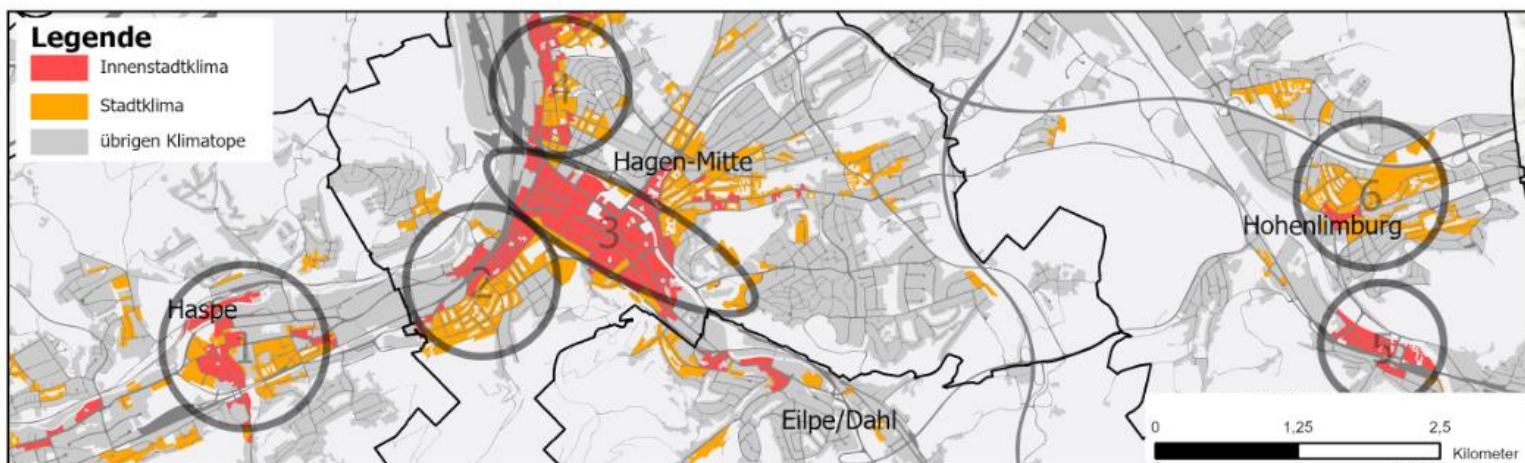 Legende
Innenstadtklima
Stadtklima
übrigen Klimatope
4
Hagen-Mitte
3
6
Hohenlimburg
2
Haspe
1
5
Eilpe/Dahl
0
1,25
2,5
Kilometer